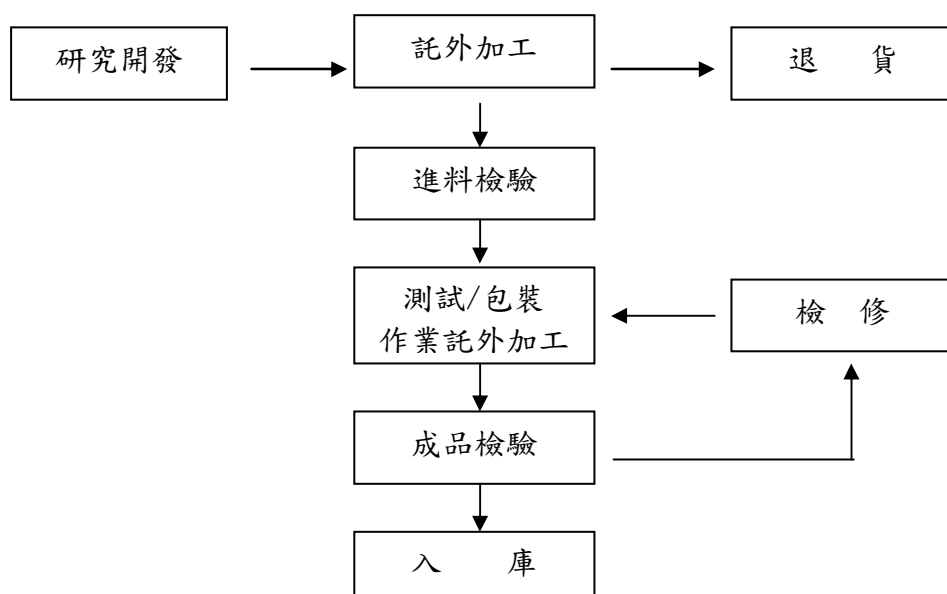 研究開發
託外加工
退 貨
進料檢驗
測試/包裝
作業託外加工
檢 修
成品檢驗
入 庫